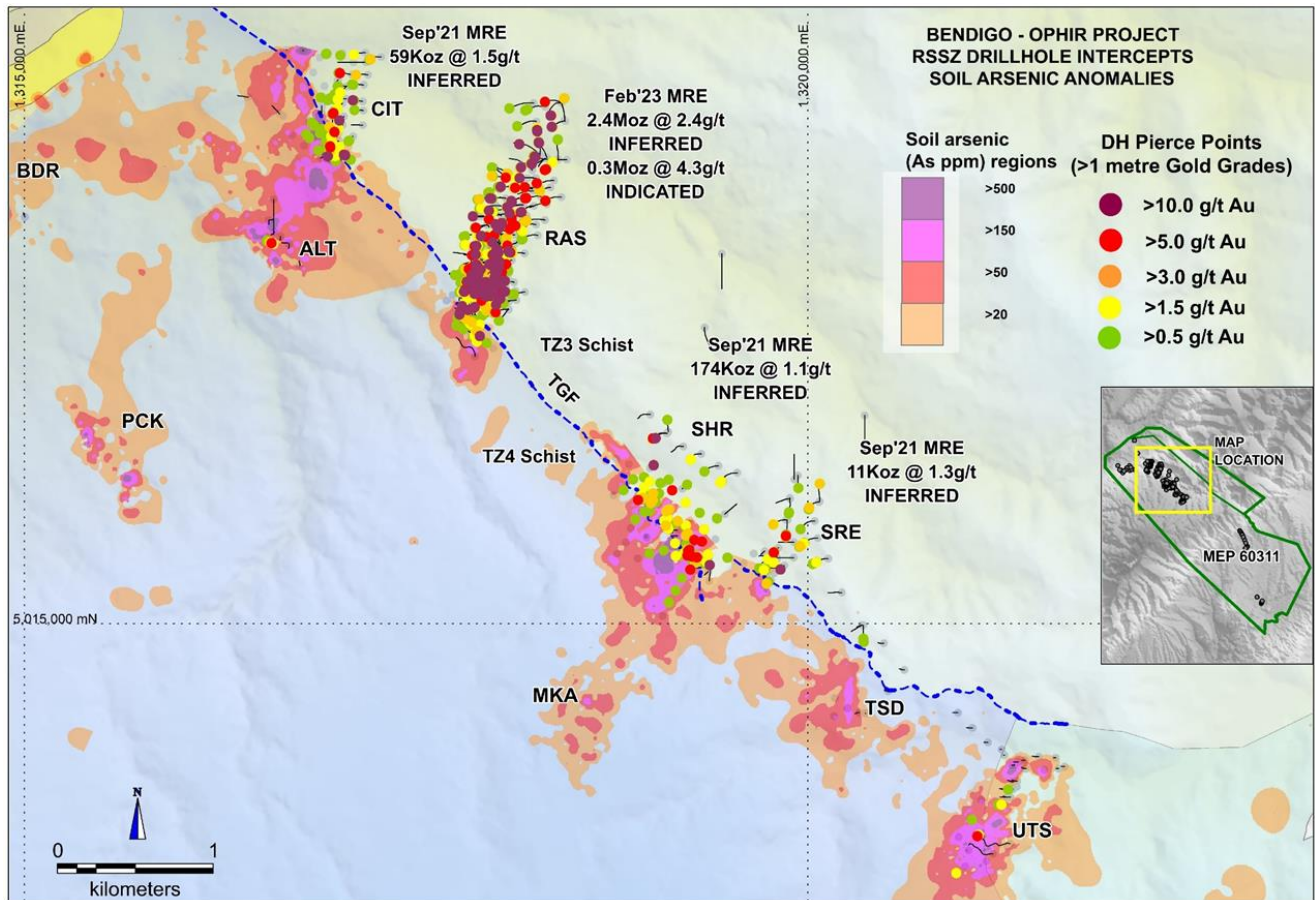 BENDIGO - OPHIR PROJECT
RSSZ DRILLHOLE INTERCEPTS
SOIL ARSENIC ANOMALIES
1,315,000 mE.
1,320,000, mE.
Sep'21 MRE
59Koz @ 1.5g/t
INFERRED
CIT
Feb'23 MRE
2.4Moz @ 2.4g/t
INFERRED
0.3Moz @ 4.3g/t
INDICATED
Soil arsenic
(As ppm) regions
>500
>150
>50
>20
DH Pierce Points
(>1 metre Gold Grades)
>10.0 g/t Au
>5.0 g/t Au
>3.0 g/t Au
>1.5 g/t Au
>0.5 g/t Au
BDR
ALT
RAS
TZ3 Schist
TGF
Sep'21 MRE
174Koz @ 1.1g/t
INFERRED
PCK
SHR
TZ4 Schist
Sep'21 MRE
11Koz @ 1.3g/t
INFERRED
SRE
MAP
LOCATION
MEP 60311
5,015,000 mN
MKA
TSD
UTS
N
0 1
kilometers